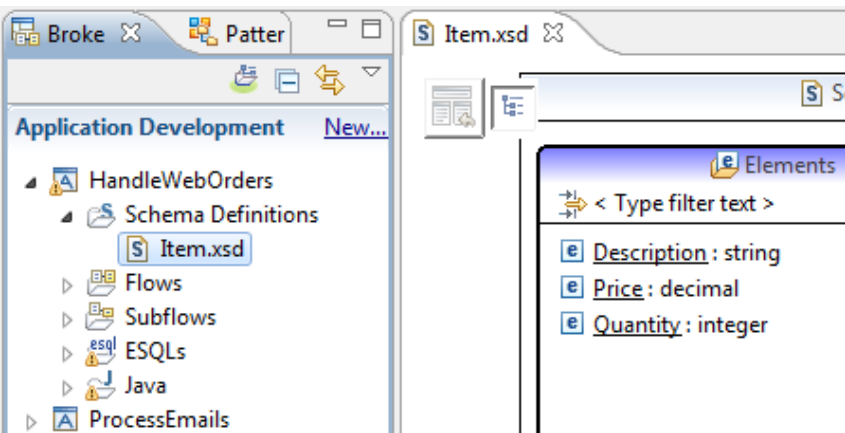 Broke
Patter
Application Development New...
HandleWebOrders
Schema Definitions
Item.xsd
Flows
Subflows
esql ESQLs
Java
ProcessEmails
Item.xsd
Elements
< Type filter text >
e Description : string
e Price : decimal
e Quantity : integer